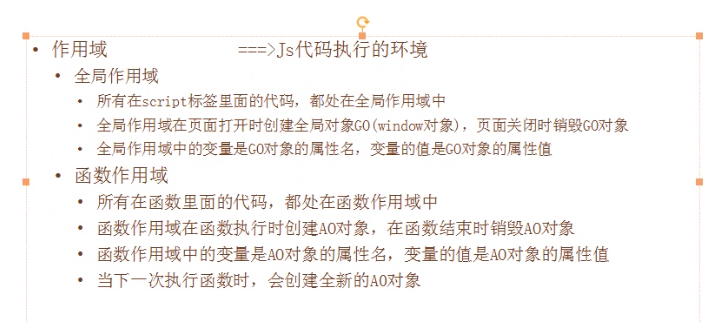 • 作用域 ===>Js代码执行的环境
• 全局作用域
• 所有在script标签里面的代码，都处在全局作用域中
• 全局作用域在页面打开时创建全局对象GO(window对象)，页面关闭时销毁GO对象
• 全局作用域中的变量是GO对象的属性名，变量的值是GO对象的属性值
• 函数作用域
• 所有在函数里面的代码，都处在函数作用域中
• 函数作用域在函数执行时创建AO对象，在函数结束时销毁AO对象
• 函数作用域中的变量是AO对象的属性名，变量的值是AO对象的属性值
• 当下一次执行函数时，会创建全新的AO对象